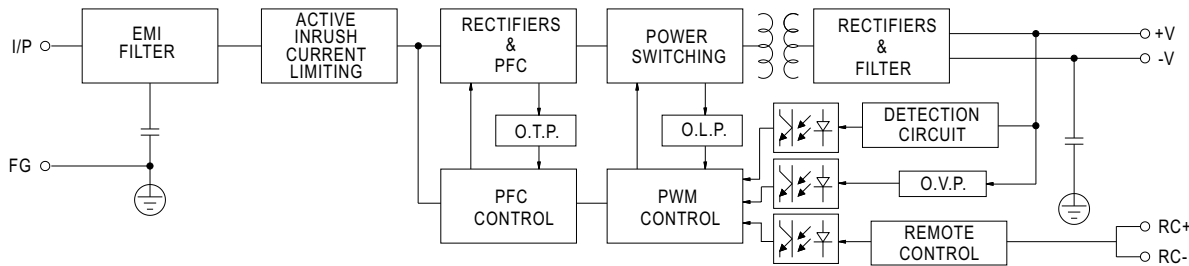 I/P
EMI
FILTER
ACTIVE
INRUSH
CURRENT
LIMITING
RECTIFIERS
&
PFC
POWER
SWITCHING
RECTIFIERS
&
FILTER
+V
-V
O.T.P.
O.L.P.
DETECTION
CIRCUIT
FG
PFC
CONTROL
PWM
CONTROL
O.V.P.
REMOTE
CONTROL
RC+
RC-